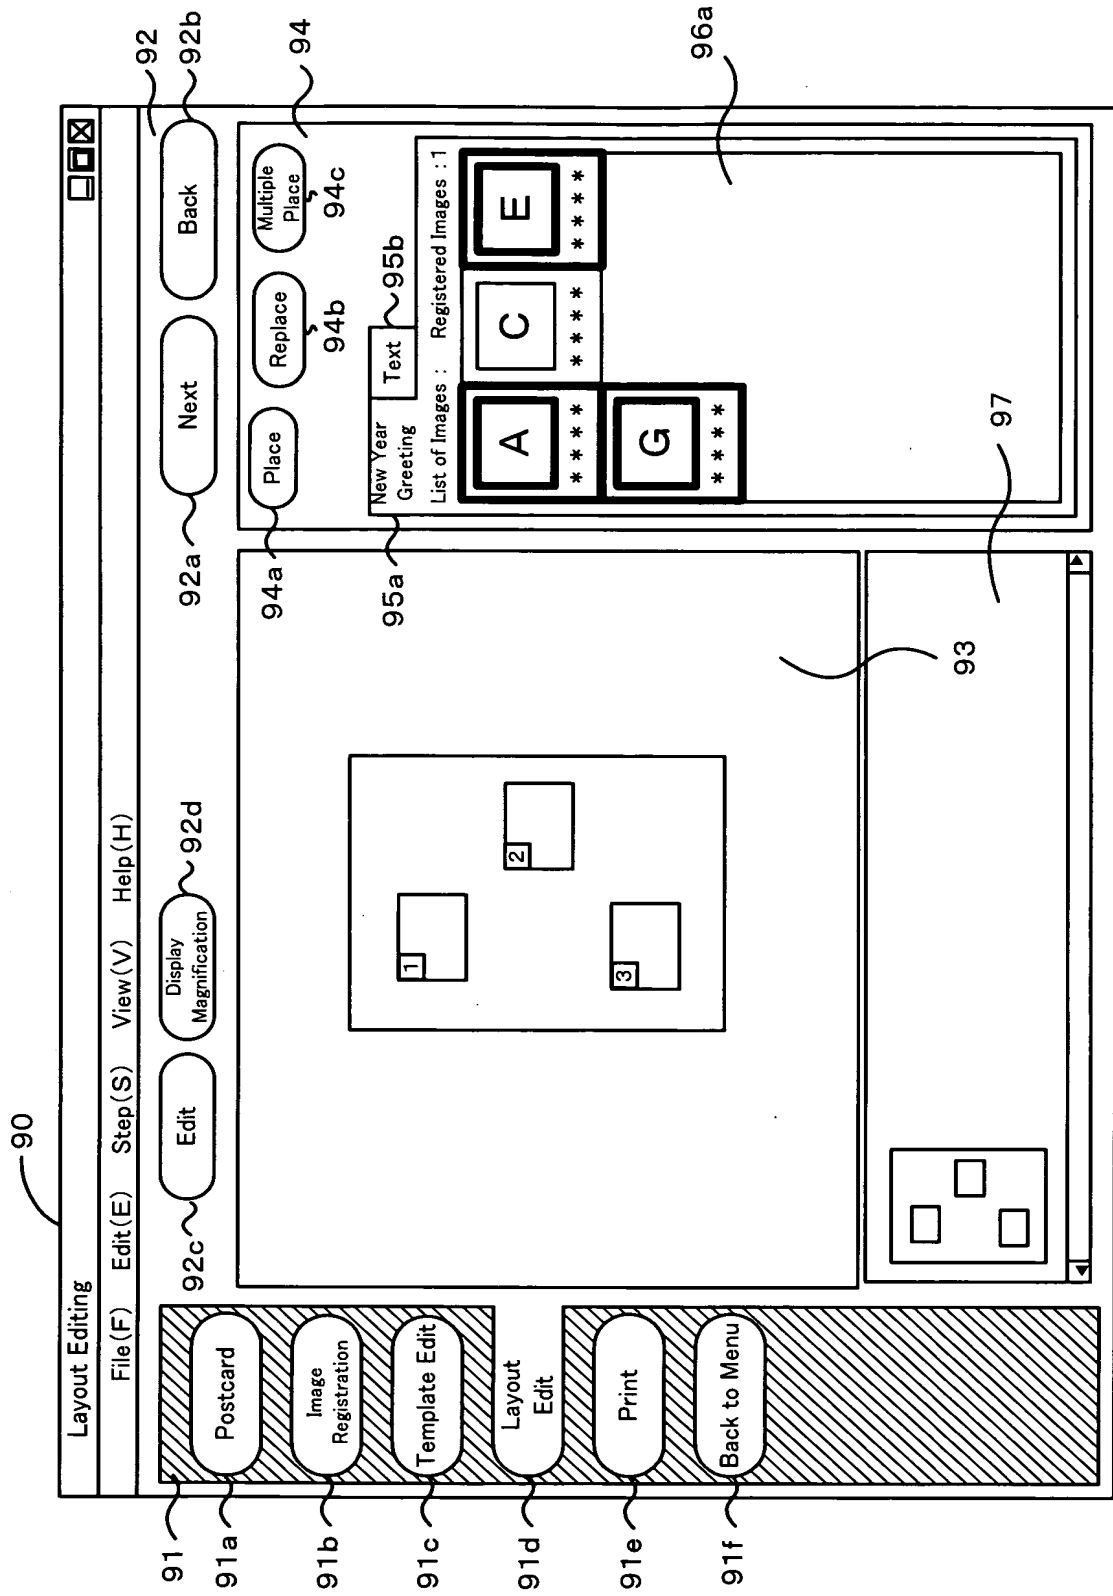 90
Layout Editing
File(F) Edit(E) Step(S) View(V) Help(H)
91
91a
Postcard
91b
Image
Registration
91c
Template Edit
91d
Layout
Edit
91e
Print
91f
Back to Menu
92
92c
Edit
Display
Magnification
92d
92a
Next
Back
92b
94
94a
Place
Replace
94b
Multiple
Place
94c
95a
New Year
Greeting
Text
95b
List of Images : Registered Images : 1
A
C
E
**** **** ****
G
****
96a
1
2
3
93
97